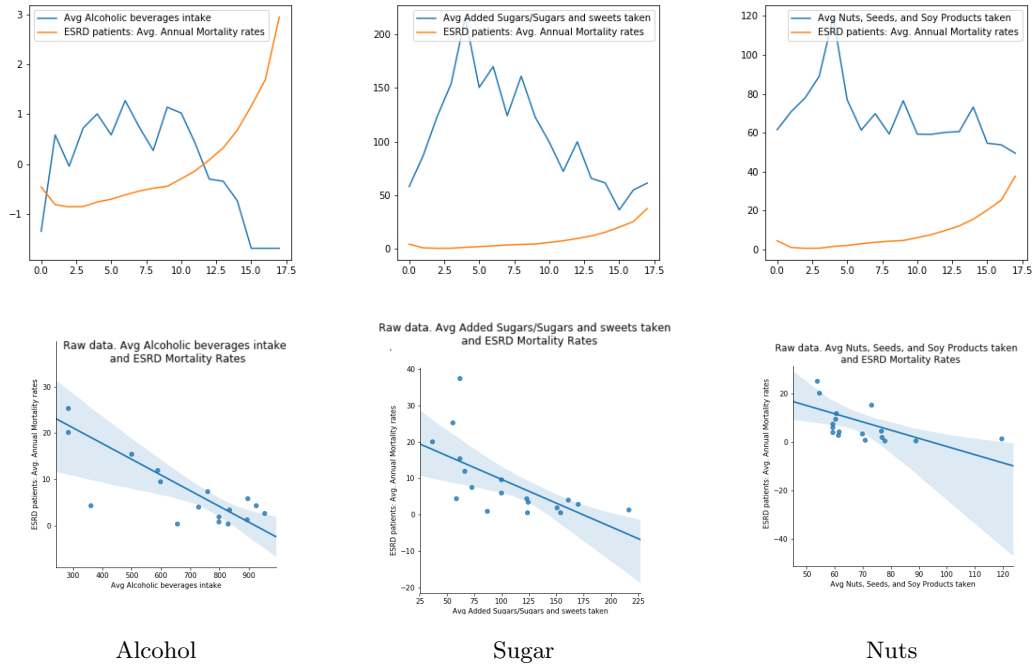 Avg Alcoholic beverages intake
ESRD patients: Avg. Annual Mortality rates
3
2
1
0
−1
0.0 2.5 5.0 7.5 10.0 12.5 15.0 17.5
Avg Added Sugars/Sugars and sweets taken
ESRD patients: Avg. Annual Mortality rates
200
150
100
50
0
0.0 2.5 5.0 7.5 10.0 12.5 15.0 17.5
Avg Nuts, Seeds, and Soy Products taken
ESRD patients: Avg. Annual Mortality rates
120
100
80
60
40
20
0
0.0 2.5 5.0 7.5 10.0 12.5 15.0 17.5
Raw data. Avg Alcoholic beverages intake
and ESRD Mortality Rates
ESRD patients: Avg. Annual Mortality rates
30
20
10
0
300 400 500 600 700 800 900
Avg Alcoholic beverages intake
Raw data. Avg Added Sugars/Sugars and sweets taken
and ESRD Mortality Rates
ESRD patients: Avg. Annual Mortality rates
40
30
20
10
0
−10
−20
25 50 75 100 125 150 175 200 225
Avg Added Sugars/Sugars and sweets taken
Raw data. Avg Nuts, Seeds, and Soy Products taken
and ESRD Mortality Rates
ESRD patients: Avg. Annual Mortality rates
20
0
−20
−40
50 60 70 80 90 100 110 120
Avg Nuts, Seeds, and Soy Products taken
Alcohol
Sugar
Nuts